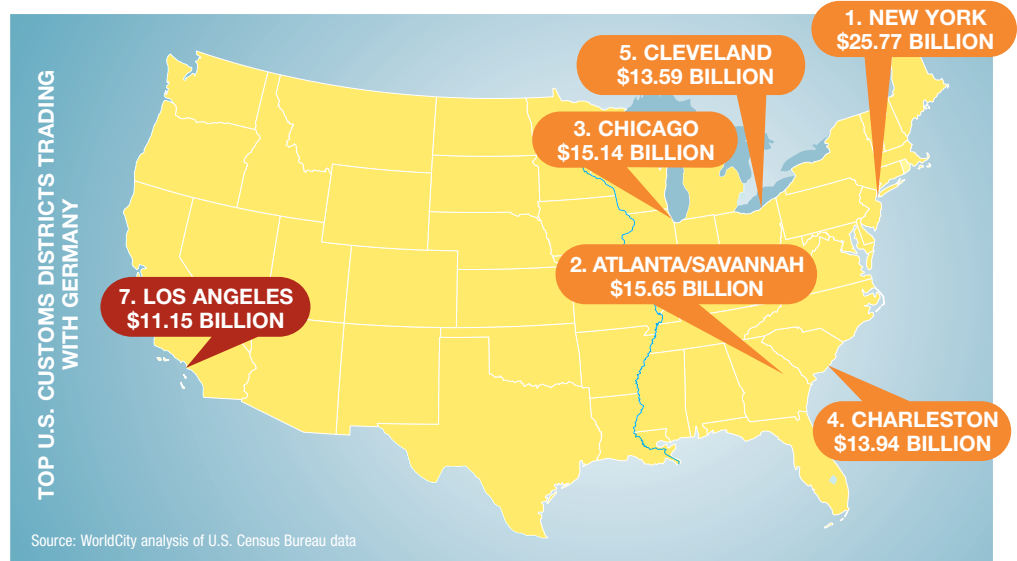 TOP U.S. CUSTOMS DISTRICTS TRADING
WITH GERMANY
1. NEW YORK
$25.77 BILLION
5. CLEVELAND
$13.59 BILLION
3. CHICAGO
$15.14 BILLION
2. ATLANTA/SAVANNAH
$15.65 BILLION
7. LOS ANGELES
$11.15 BILLION
4. CHARLESTON
$13.94 BILLION
Source: WorldCity analysis of U.S. Census Bureau data